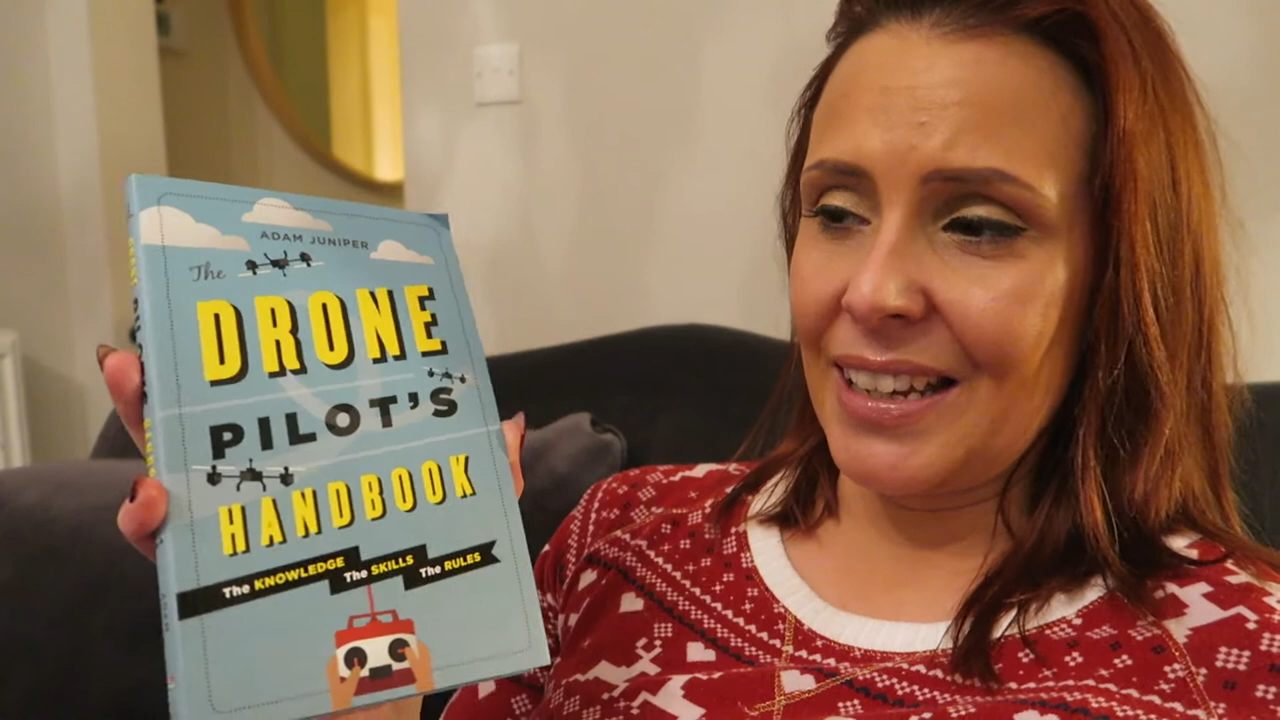 ADAM JUNIPER
The
DRONE
PILOT'S
HANDBOOK
The KNOWLEDGE The SKILLS The RULES